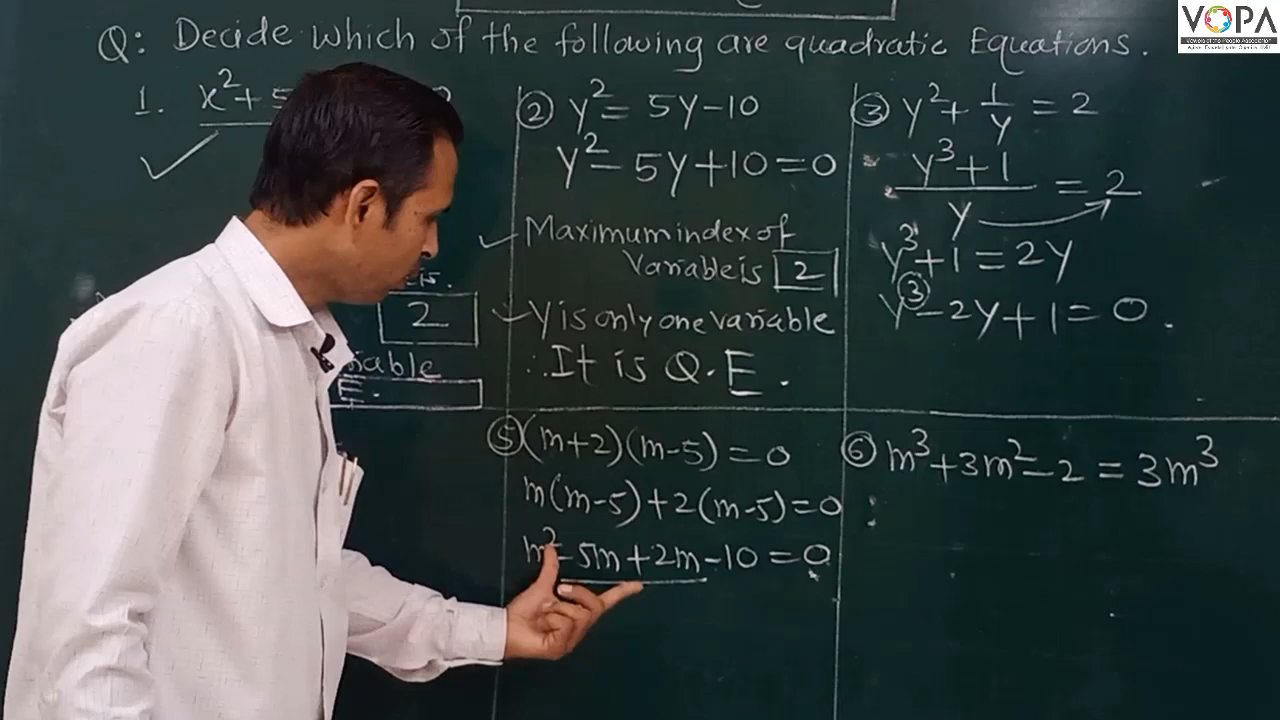 VOPA
Q: Decide which of the following are quadratic Equations.
1. x²+5
② y² = 5y-10
y² - 5y + 10 = 0
Maximum index of
Variable is 2
y is only one variable
∴ It is Q.E.
③ y² + 1/y = 2
y³ + 1 / y = 2
y³ + 1 = 2y
y³ - 2y + 1 = 0.
is.
2
E.
⑤ (m+2)(m-5) = 0
m(m-5) + 2(m-5) = 0
m² - 5m + 2m - 10 = 0
⑥ m³ + 3m² - 2 = 3m³